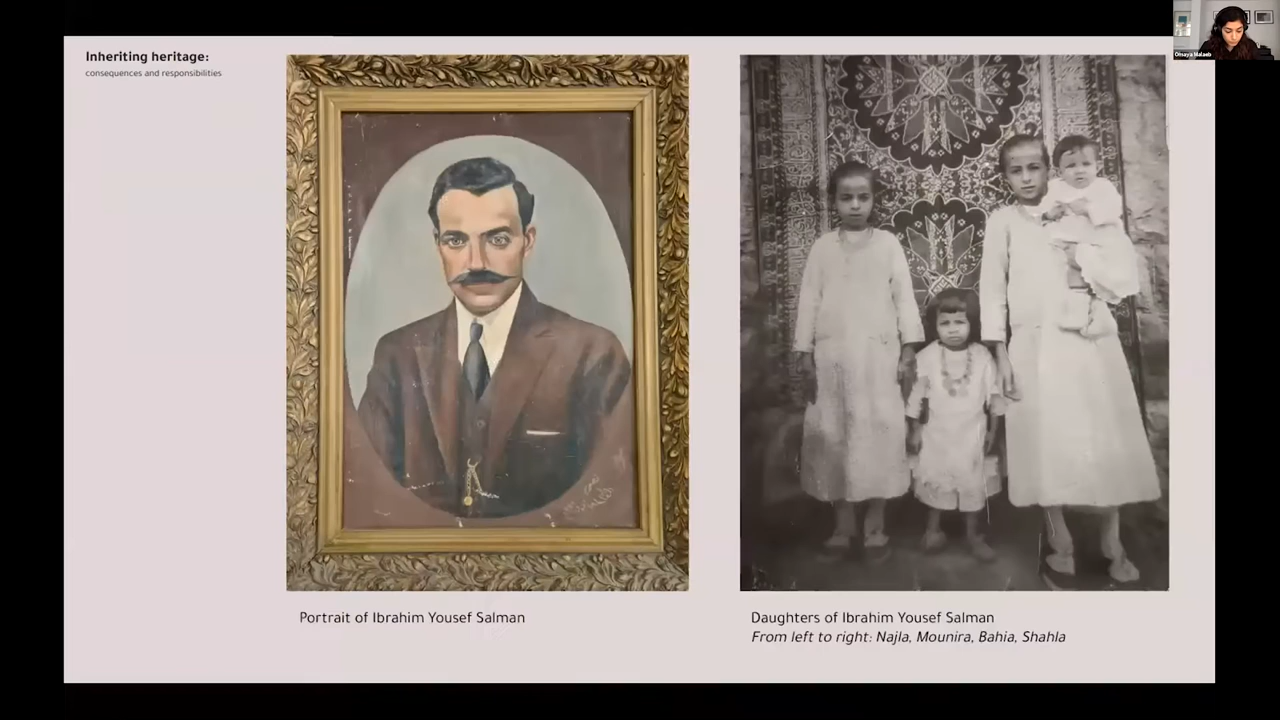 Inheriting heritage:
consequences and responsibilities
Portrait of Ibrahim Yousef Salman
Daughters of Ibrahim Yousef Salman
From left to right: Najla, Mounira, Bahia, Shahla